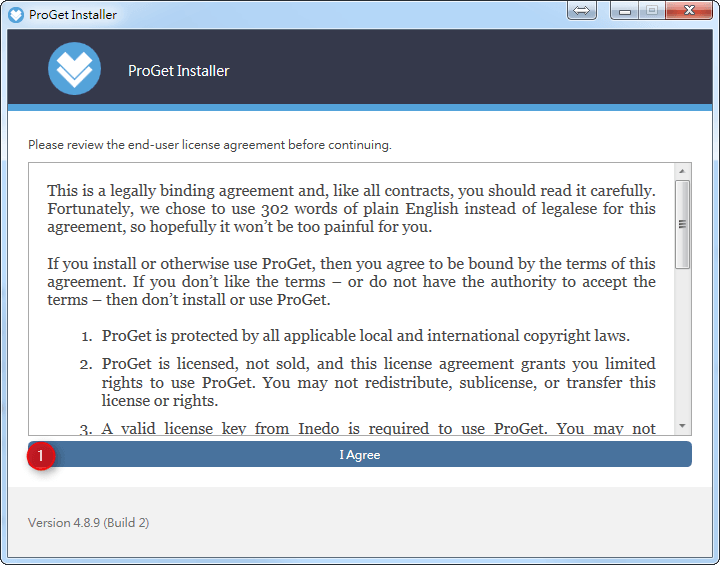 ProGet Installer
ProGet Installer
Please review the end-user license agreement before continuing.
This is a legally binding agreement and, like all contracts, you should read it carefully.
Fortunately, we chose to use 302 words of plain English instead of legalese for this
agreement, so hopefully it won’t be too painful for you.
If you install or otherwise use ProGet, then you agree to be bound by the terms of this
agreement. If you don’t like the terms – or do not have the authority to accept the
terms – then don’t install or use ProGet.
1. ProGet is protected by all applicable local and international copyright laws.
2. ProGet is licensed, not sold, and this license agreement grants you limited
rights to use ProGet. You may not redistribute, sublicense, or transfer this
license or rights.
3. A valid license key from Inedo is required to use ProGet. You may not
1 I Agree
Version 4.8.9 (Build 2)